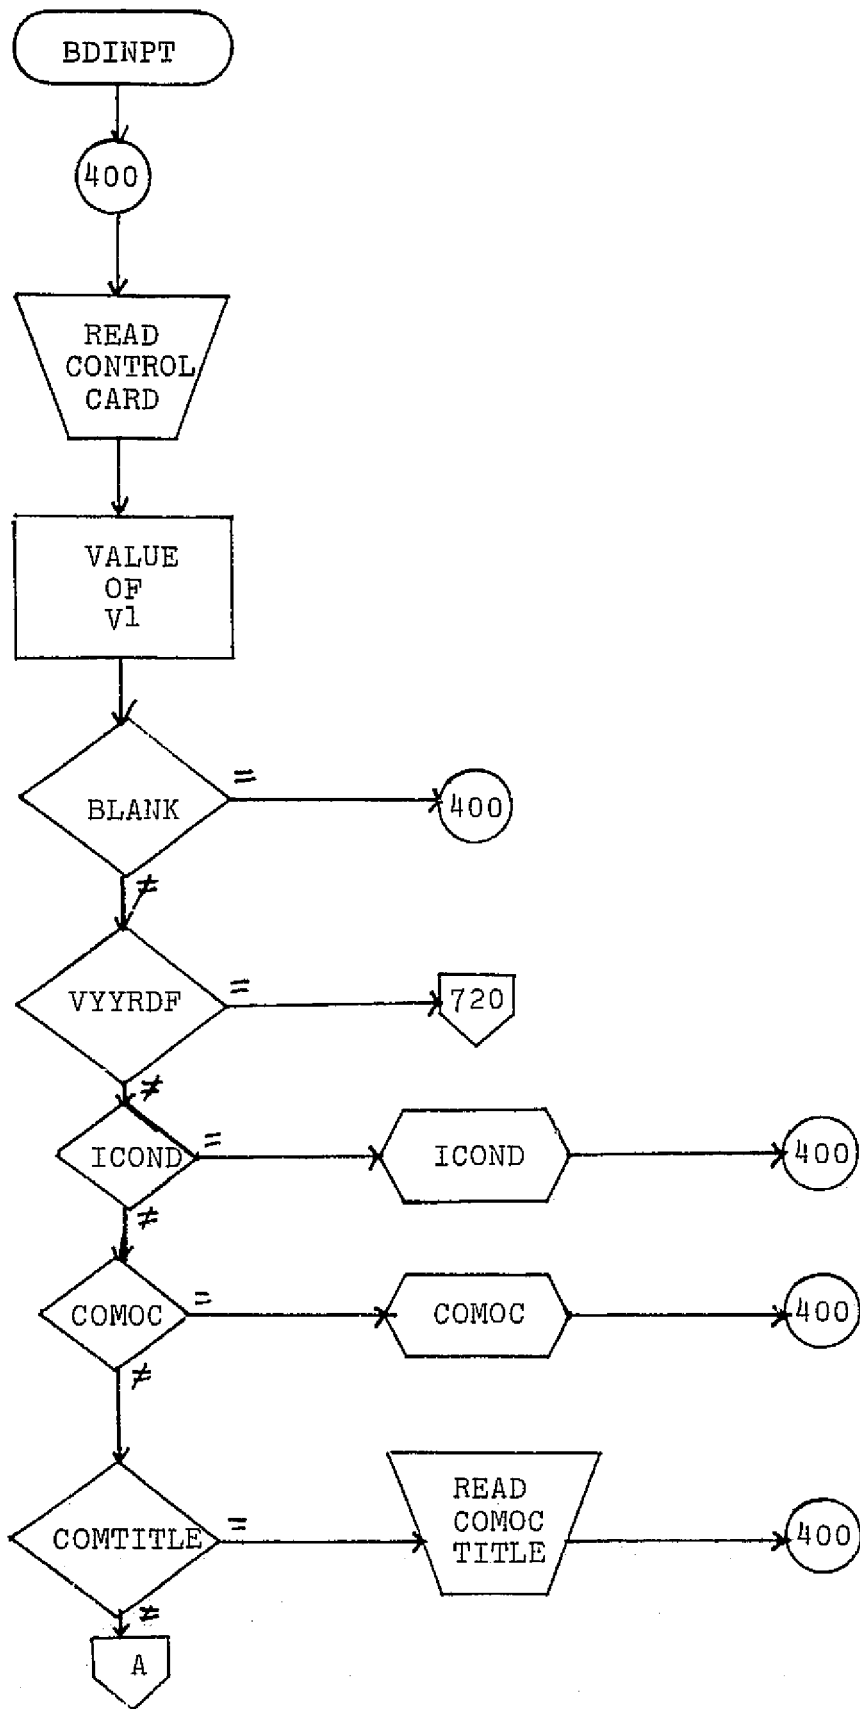 BDINPT
400
READ
CONTROL
CARD
VALUE
OF
V1
BLANK
=
400
≠
VYYRDF
=
720
≠
ICOND
=
ICOND
400
≠
COMOC
=
COMOC
400
≠
COMTITLE
=
READ
COMOC
TITLE
400
≠
A